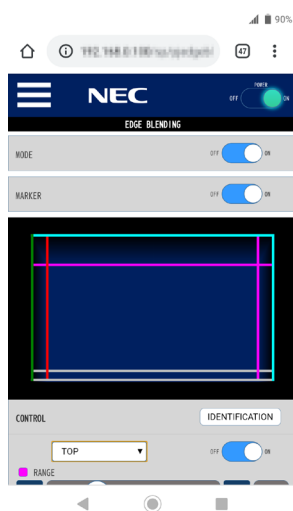 90%
47
NEC
POWER
OFF ON
EDGE BLENDING
MODE OFF ON
MARKER OFF ON
CONTROL IDENTIFICATION
TOP OFF ON
RANGE